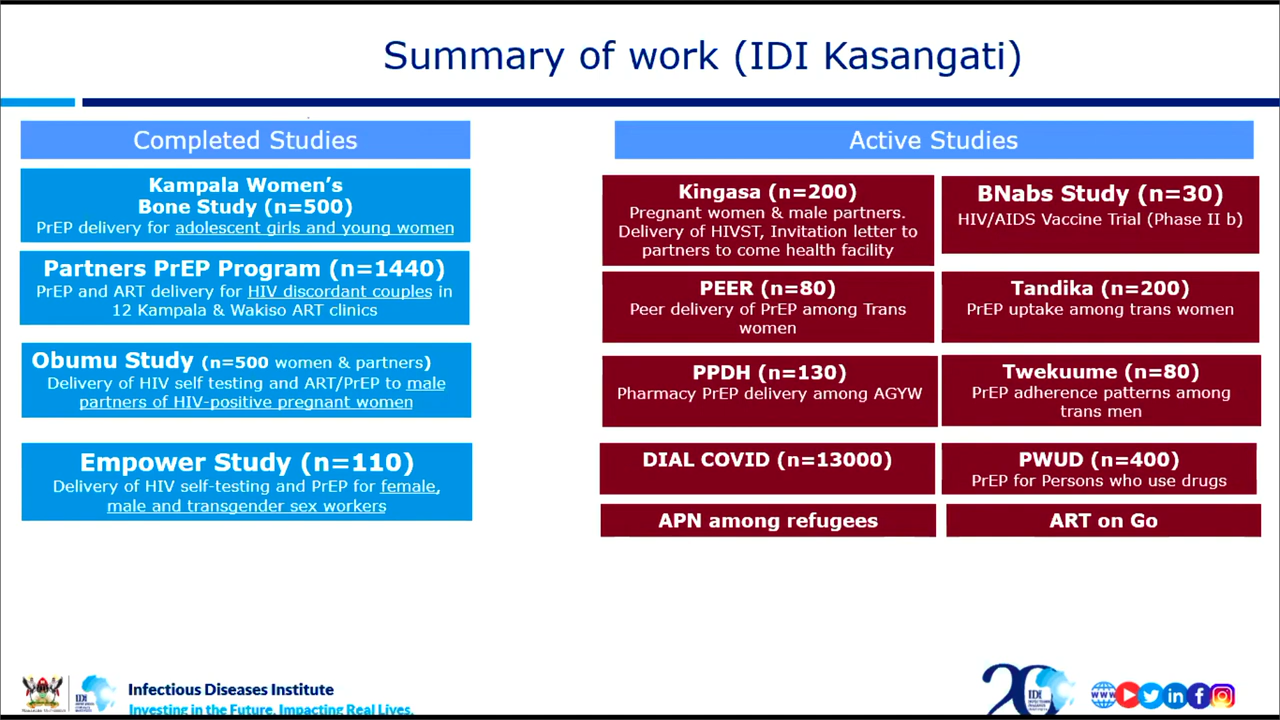 Summary of work (IDI Kasangati)
Completed Studies
Kampala Women's
Bone Study (n=500)
PrEP delivery for adolescent girls and young women
Partners PrEP Program (n=1440)
PrEP and ART delivery for HIV discordant couples in
12 Kampala & Wakiso ART clinics
Obumu Study (n=500 women & partners)
Delivery of HIV self testing and ART/PrEP to male
partners of HIV-positive pregnant women
Empower Study (n=110)
Delivery of HIV self-testing and PrEP for female,
male and transgender sex workers
Active Studies
Kingasa (n=200)
Pregnant women & male partners.
Delivery of HIVST, Invitation letter to
partners to come health facility
BNabs Study (n=30)
HIV/AIDS Vaccine Trial (Phase II b)
PEER (n=80)
Peer delivery of PrEP among Trans
women
Tandika (n=200)
PrEP uptake among trans women
PPDH (n=130)
Pharmacy PrEP delivery among AGYW
Twekuume (n=80)
PrEP adherence patterns among
trans men
DIAL COVID (n=13000)
PWUD (n=400)
PrEP for Persons who use drugs
APN among refugees
ART on Go
IDI
Infectious Diseases Institute
Investing in the Future. Impacting Real Lives.
20
IDI
www